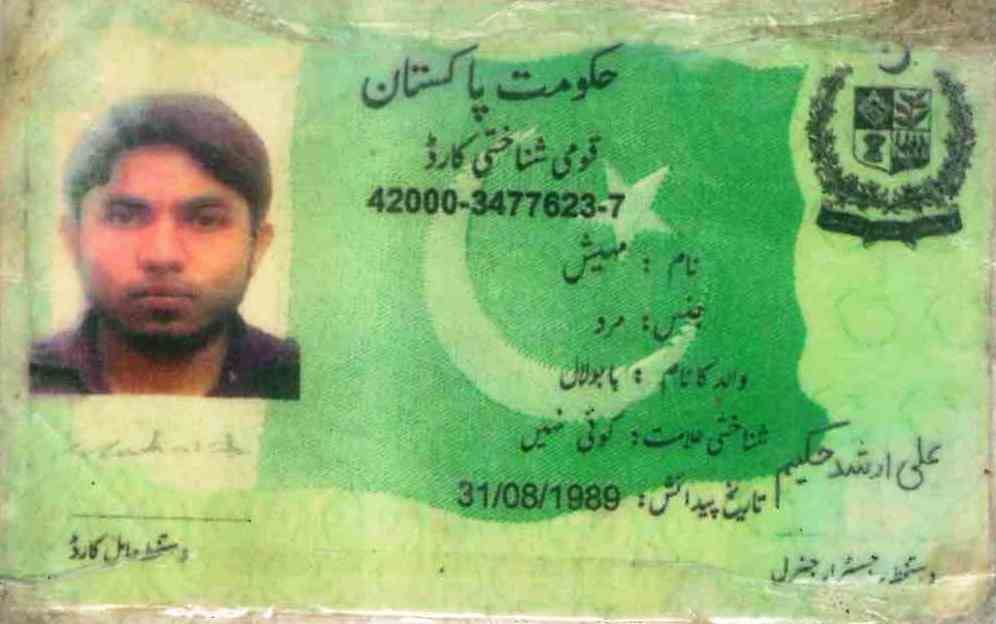 حکومت پاکستان
قومی شناختی کارڈ
42000-3477623-7
نام : مہیش
جنس: مرد
والد کا نام : بابولال
شناختی علامت: کوئی نہیں
تاریخ پیدائش: 31/08/1989
علی ارشد حکیم
دستخط حامل کارڈ
دستخط رجسٹرار جنرل